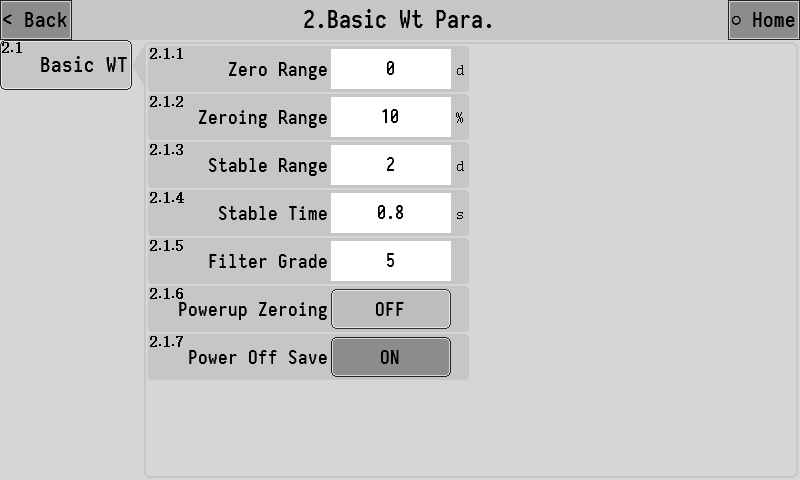 < Back
2.Basic Wt Para.
○ Home
2.1
Basic WT
2.1.1
Zero Range 0 d
2.1.2
Zeroing Range 10 %
2.1.3
Stable Range 2 d
2.1.4
Stable Time 0.8 s
2.1.5
Filter Grade 5
2.1.6
Powerup Zeroing OFF
2.1.7
Power Off Save ON